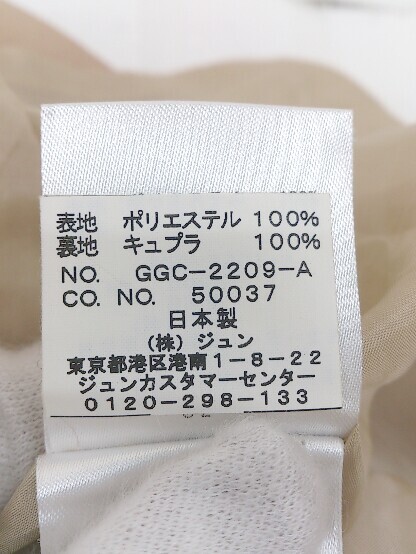 表地 ポリエステル 100%
裏地 キュプラ 100%
NO. GGC-2209-A
CO. NO. 50037
日本製
(株) ジュン
東京都港区港南1-8-22
ジュンカスタマーセンター
0120-298-133